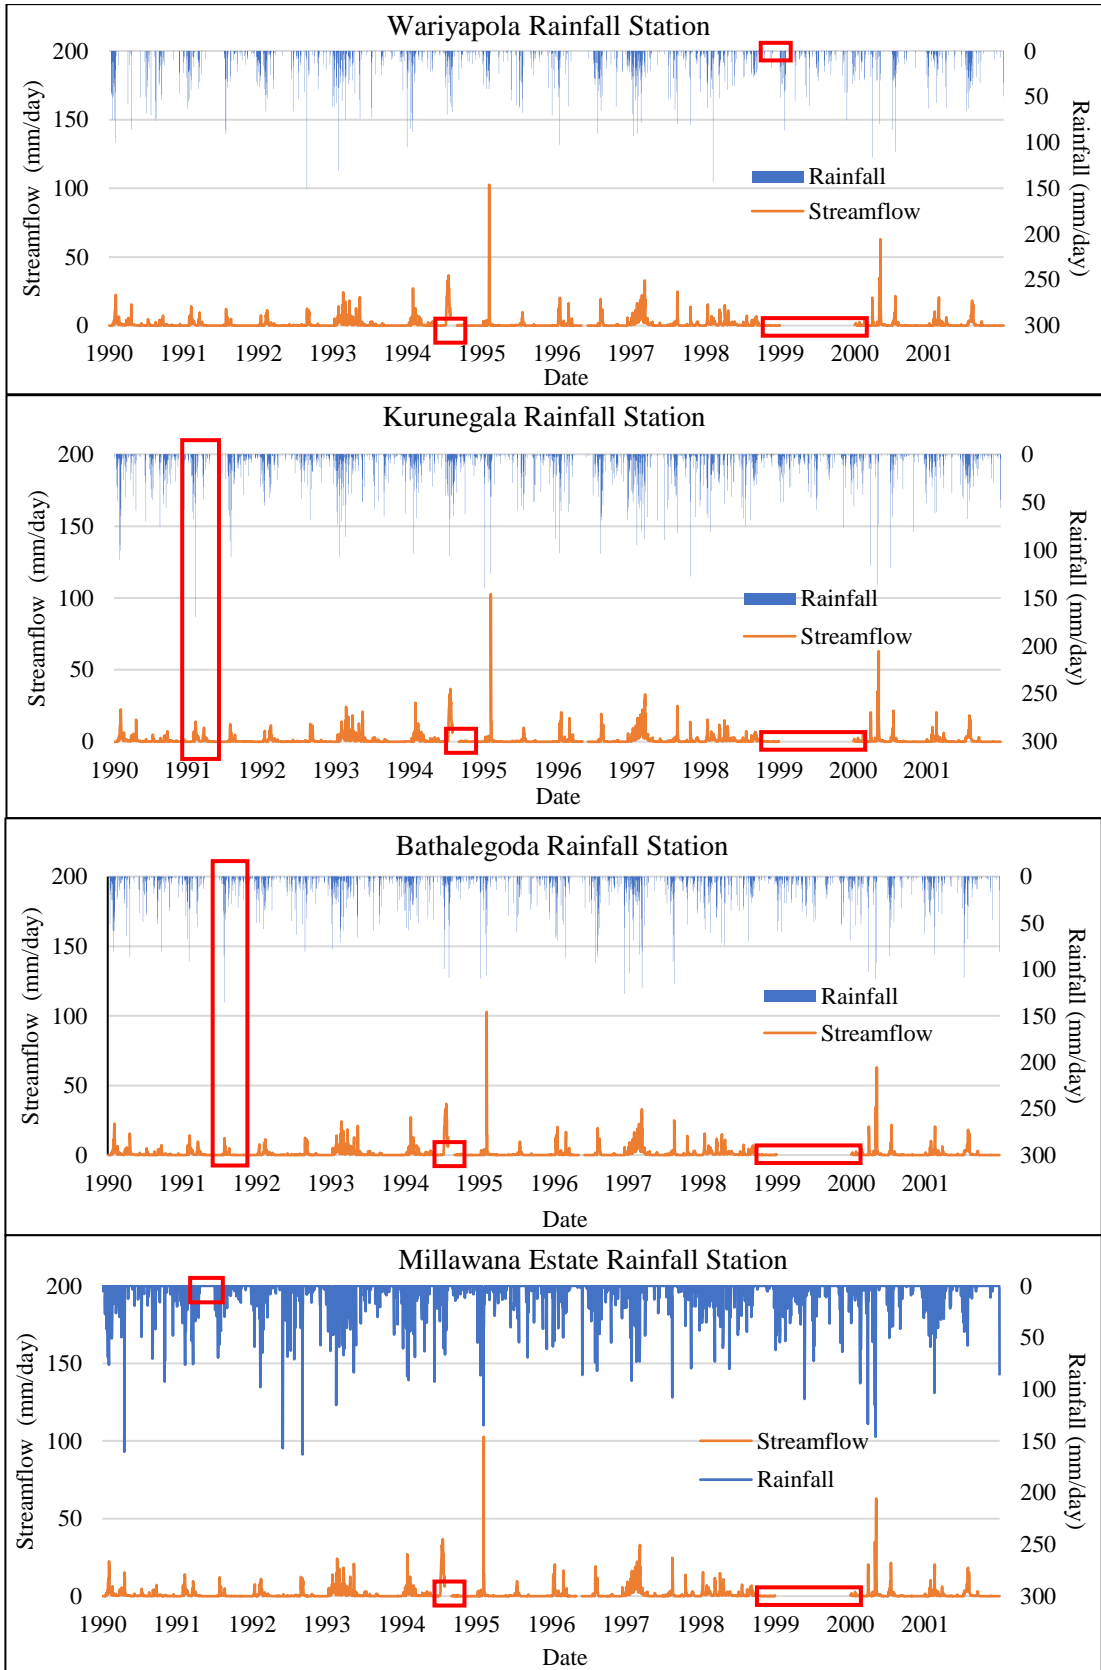 Wariyapola Rainfall Station
200 0
50
150
100
Rainfall
100 150
Streamflow
200
50
250
0 300
1990 1991 1992 1993 1994 1995 1996 1997 1998 1999 2000 2001
Date
Streamflow (mm/day)
Rainfall (mm/day)
Kurunegala Rainfall Station
200 0
50
150
100
100 150
Rainfall
Streamflow
200
50
250
0 300
1990 1991 1992 1993 1994 1995 1996 1997 1998 1999 2000 2001
Date
Streamflow (mm/day)
Rainfall (mm/day)
Bathalegoda Rainfall Station
200 0
50
150
100
Rainfall
100 150
Streamflow
200
50
250
0 300
1990 1991 1992 1993 1994 1995 1996 1997 1998 1999 2000 2001
Date
Streamflow (mm/day)
Rainfall (mm/day)
Millawana Estate Rainfall Station
200 0
50
150
100
100 150
Streamflow
Rainfall
200
50
250
0 300
1990 1991 1992 1993 1994 1995 1996 1997 1998 1999 2000 2001
Date
Streamflow (mm/day)
Rainfall (mm/day)